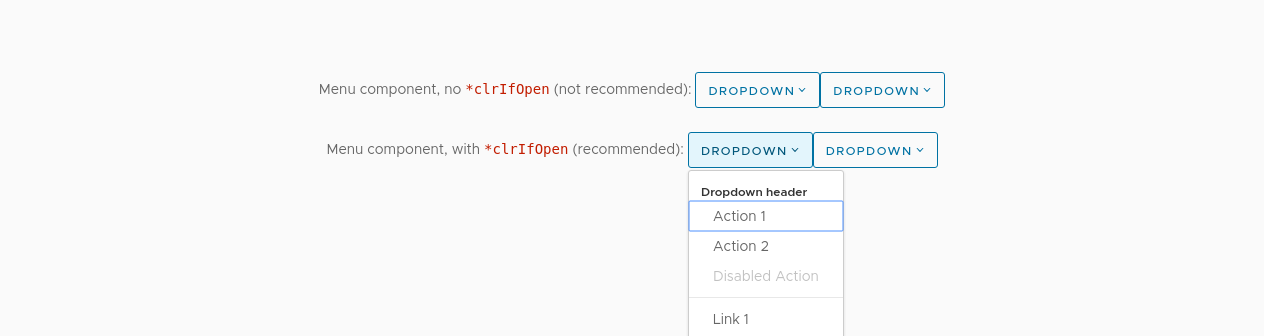 Menu component, no *clrIfOpen (not recommended): DROPDOWN DROPDOWN
Menu component, with *clrIfOpen (recommended): DROPDOWN DROPDOWN
Dropdown header
Action 1
Action 2
Disabled Action
Link 1